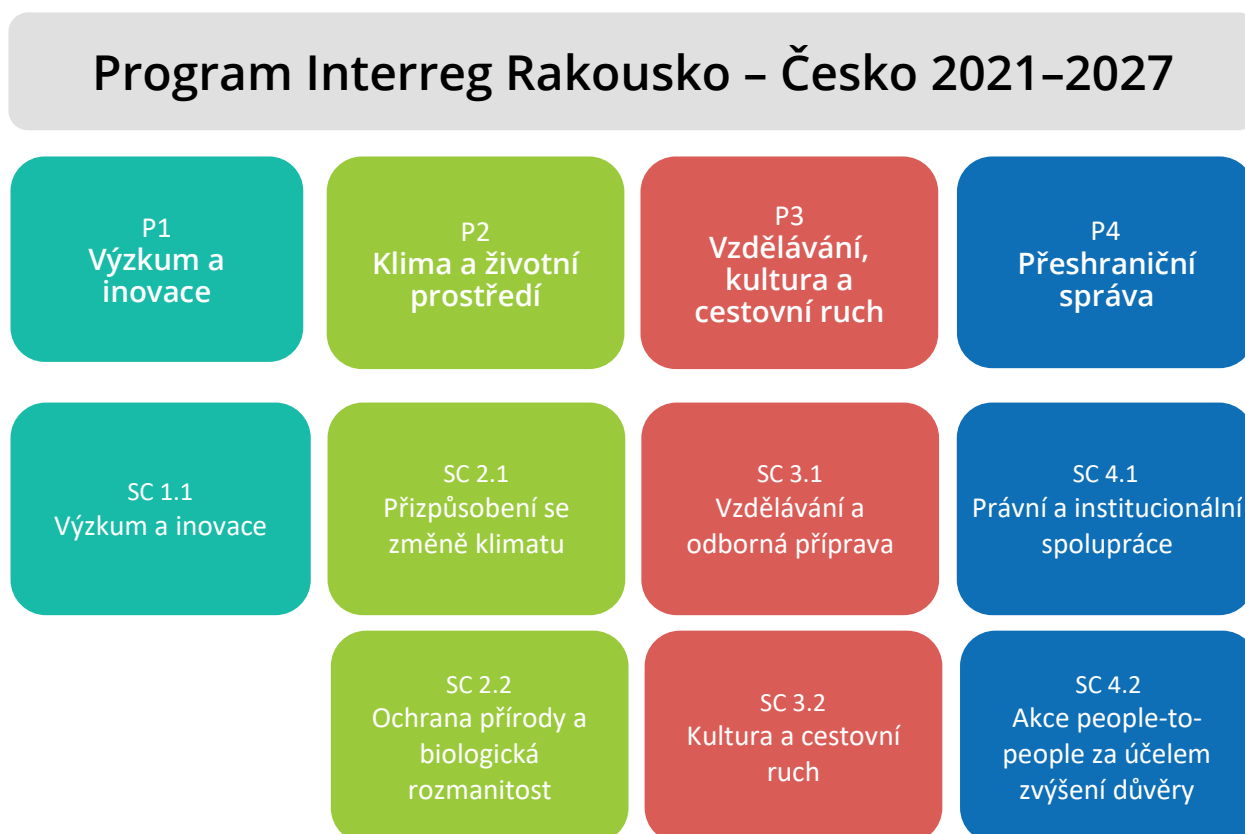 Program Interreg Rakousko – Česko 2021–2027
P1
Výzkum a
inovace
P2
Klima a životní
prostředí
P3
Vzdělávání,
kultura a
cestovní ruch
P4
Přeshraniční
správa
SC 1.1
Výzkum a inovace
SC 2.1
Přizpůsobení se
změně klimatu
SC 3.1
Vzdělávání a
odborná příprava
SC 4.1
Právní a institucionální
spolupráce
SC 2.2
Ochrana přírody a
biologická
rozmanitost
SC 3.2
Kultura a cestovní
ruch
SC 4.2
Akce people-to-
people za účelem
zvýšení důvěry